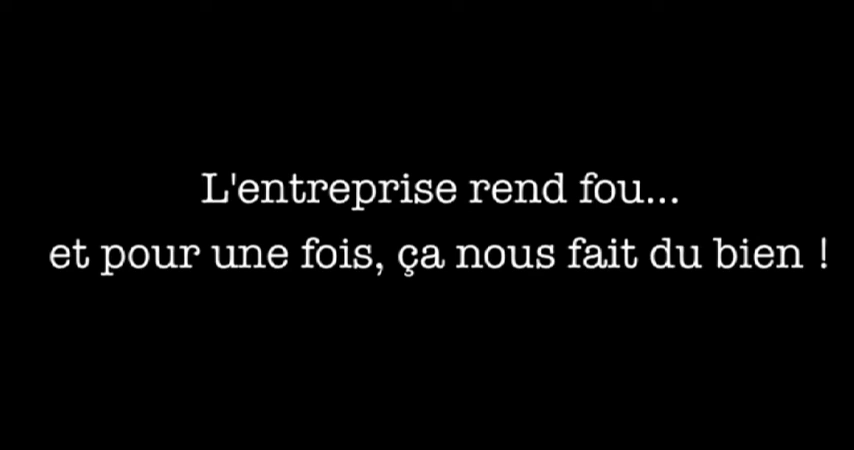 L'entreprise rend fou...
et pour une fois, ça nous fait du bien !